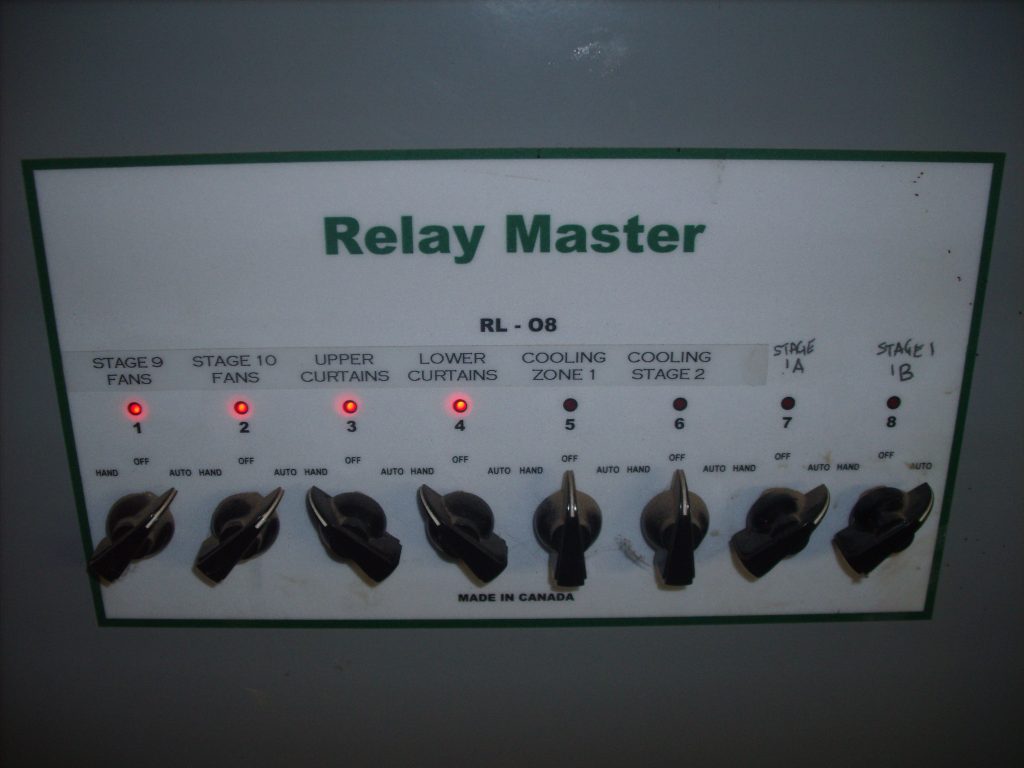 Relay Master
RL - 08
STAGE 9 STAGE 10 UPPER LOWER COOLING COOLING STAGE STAGE 1
FANS FANS CURTAINS CURTAINS ZONE 1 STAGE 2 1A 1B
1 2 3 4 5 6 7 8
OFF OFF OFF OFF OFF OFF OFF OFF
HAND AUTO HAND AUTO HAND AUTO HAND AUTO HAND AUTO HAND AUTO HAND AUTO HAND AUTO
MADE IN CANADA